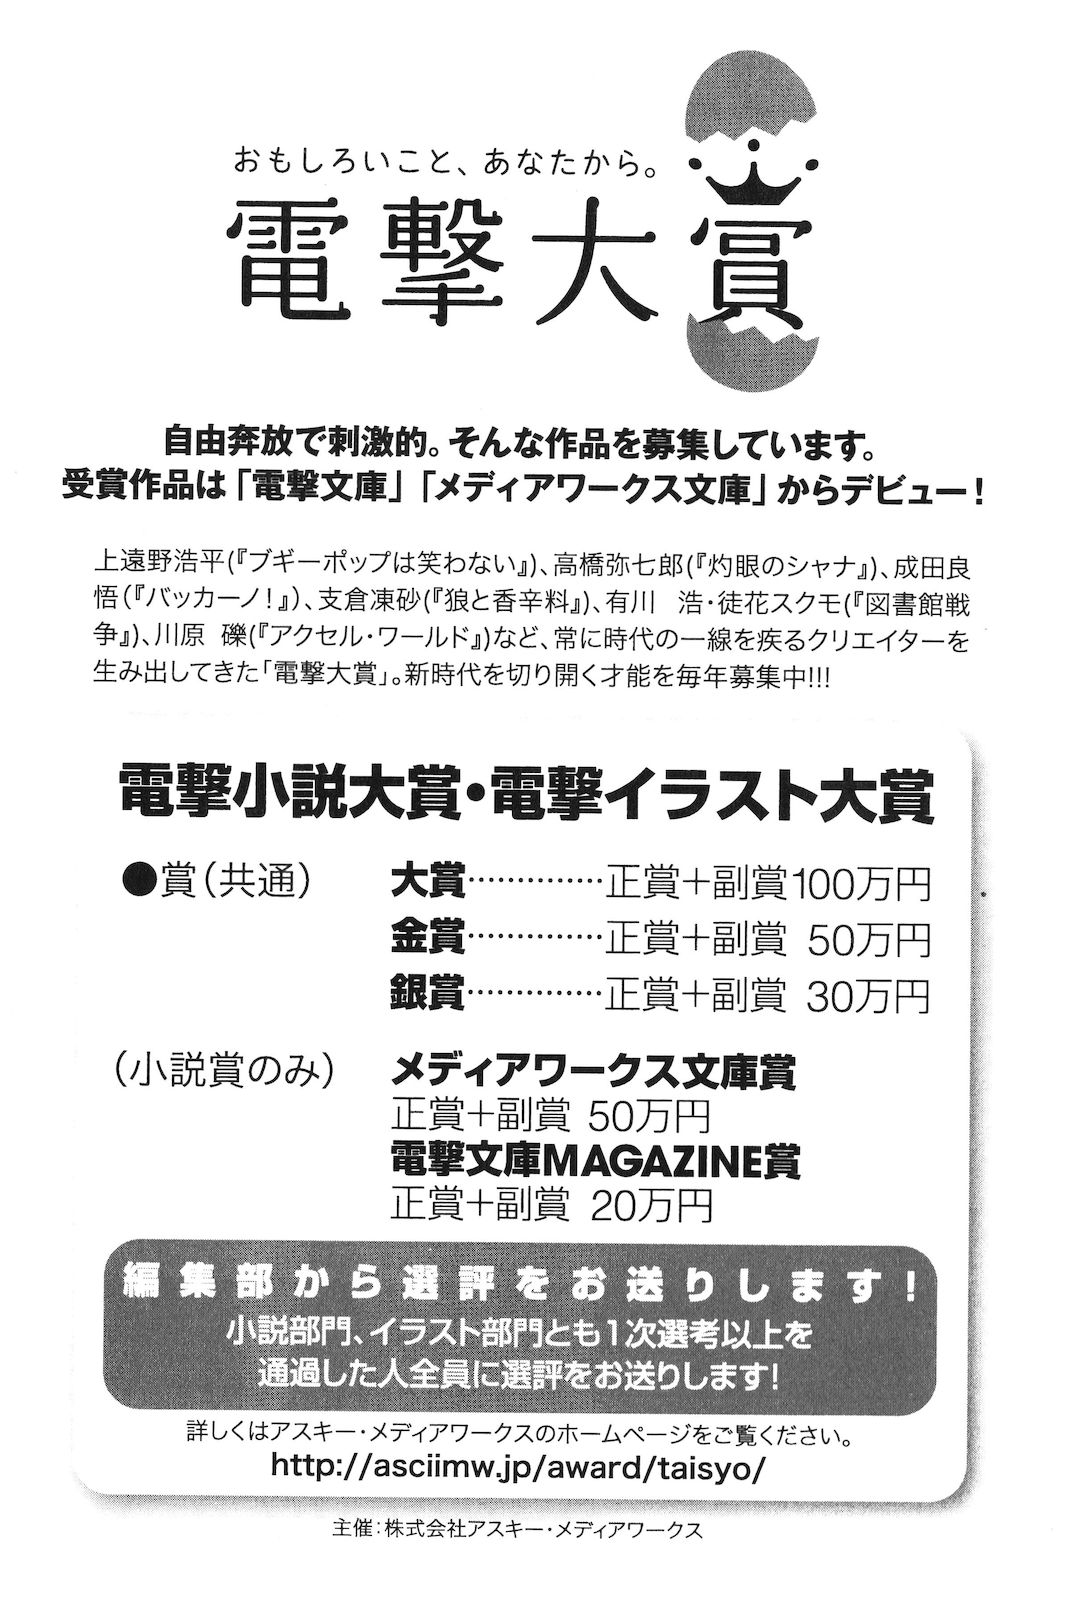 おもしろいこと、あなたから。
電撃大賞
自由奔放で刺激的。そんな作品を募集しています。
受賞作品は「電撃文庫」「メディアワークス文庫」からデビュー！
上遠野浩平(『ブギーポップは笑わない』)、高橋弥七郎(『灼眼のシャナ』)、成田良
悟(『バッカーノ！』)、支倉凍砂(『狼と香辛料』)、有川　浩・徒花スクモ(『図書館戦
争』)、川原　礫(『アクセル・ワールド』)など、常に時代の一線を疾るクリエイターを
生み出してきた「電撃大賞」。新時代を切り開く才能を毎年募集中!!!
電撃小説大賞・電撃イラスト大賞
●賞（共通） 大賺…………正賞＋副賞100万円
金賞…………正賞＋副賞 50万円
銀賞…………正賞＋副賞 30万円
（小説賞のみ） メディアワークス文庫賞
正賞＋副賞 50万円
電撃文庫MAGAZINE賞
正賞＋副賞 20万円
編集部から選評をお送りします！
小説部門、イラスト部門とも1次選考以上を
通過した人全員に選評をお送りします!
詳しくはアスキー・メディアワークスのホームページをご覧ください。
http://asciimw.jp/award/taisyo/
主催:株式会社アスキー・メディアワークス